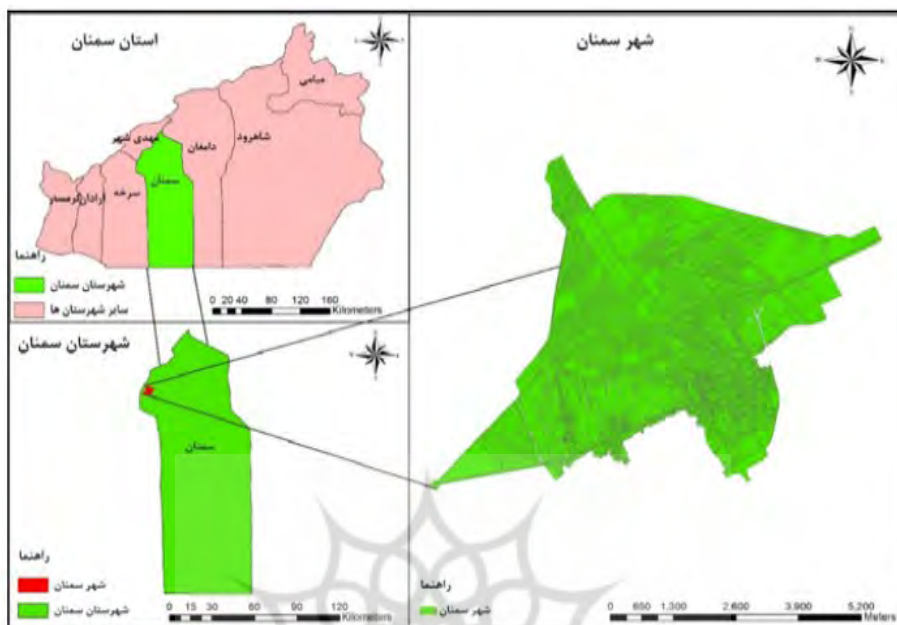 استان سمنان
میامی
شاهرود
دامغان
مهدی شهر
سمنان
سرخه
ارادان
گرمسار
راهنما
شهرستان سمنان
سایر شهرستان ها
0 20 40 80 120 160
Kilometers
شهرستان سمنان
سمنان
راهنما
شهر سمنان
شهرستان سمنان
0 15 30 60 90 120
Kilometers
شهر سمنان
راهنما
شهر سمنان
0 650 1,300 2,600 3,900 5,200
Meters